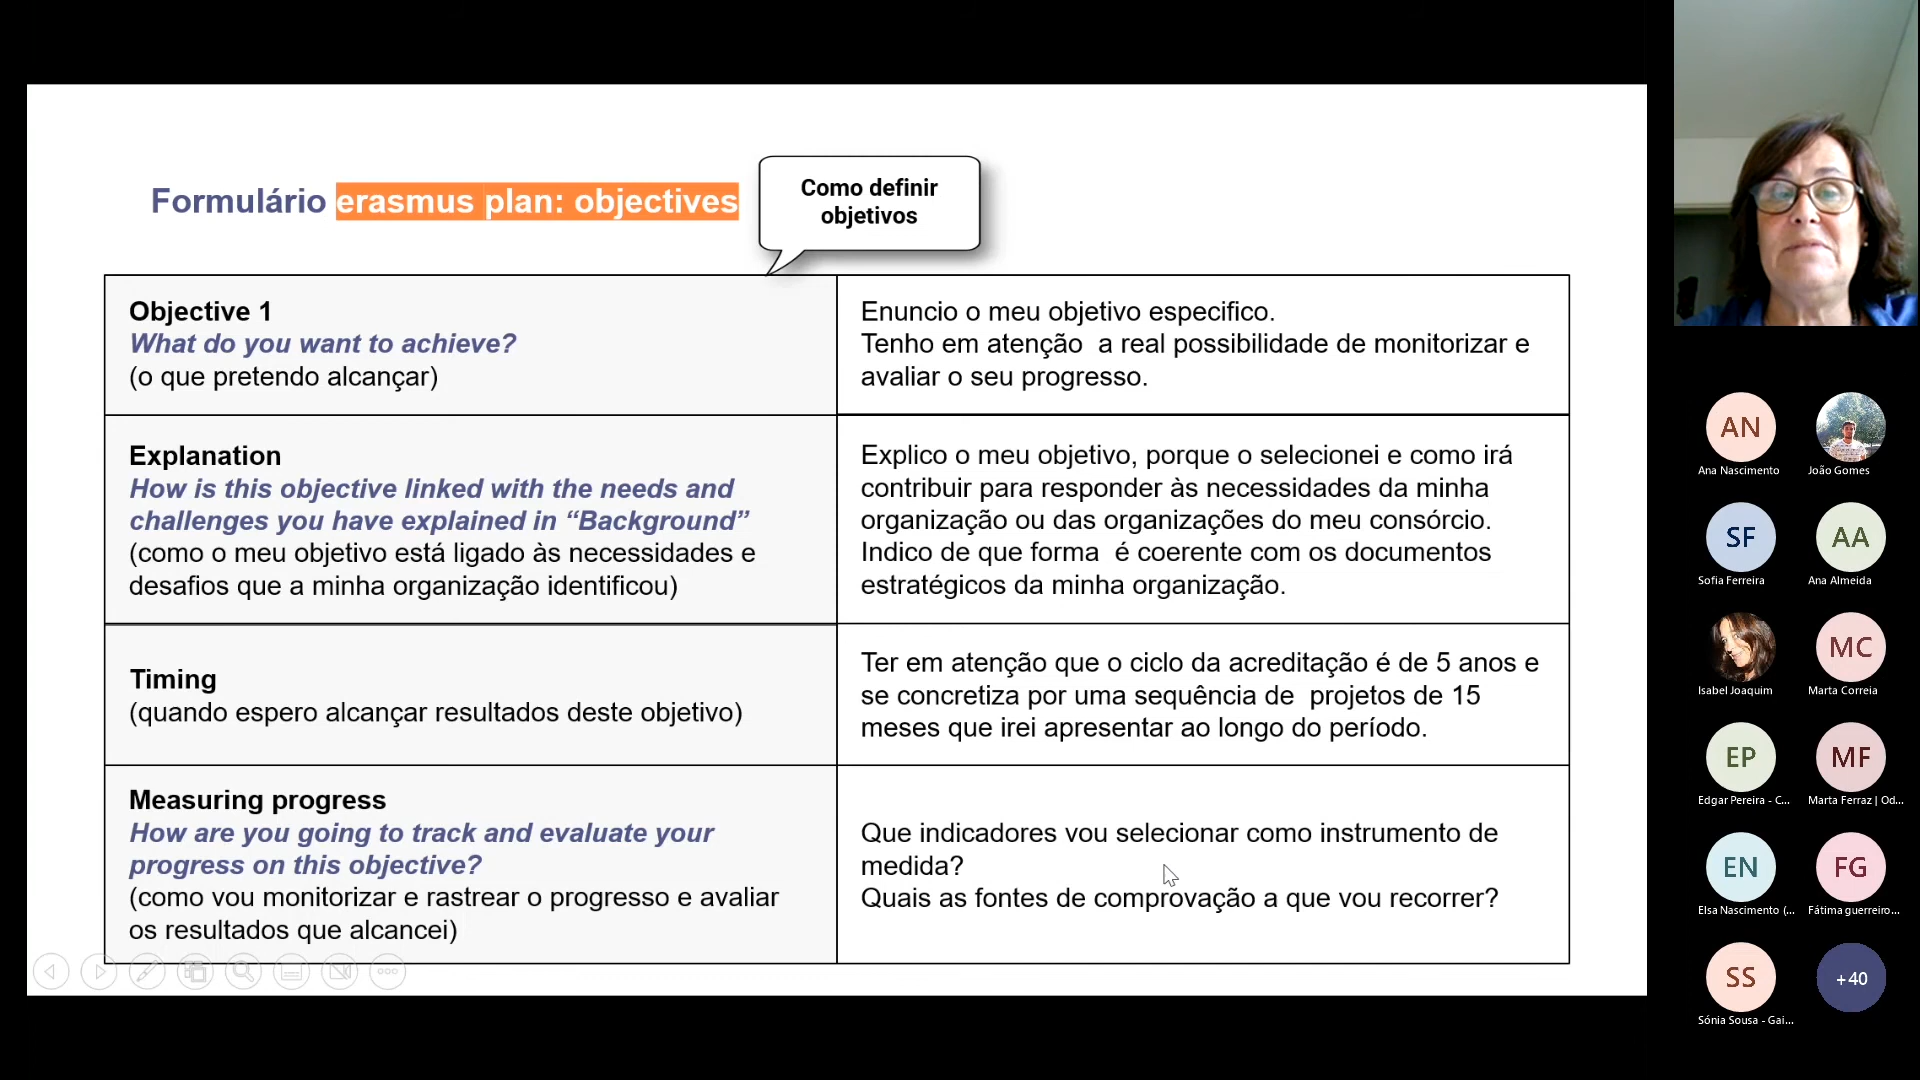 Formulário erasmus plan: objectives
Como definir
objetivos
Objective 1
What do you want to achieve?
(o que pretendo alcançar)
Enuncio o meu objetivo especifico.
Tenho em atenção  a real possibilidade de monitorizar e
avaliar o seu progresso.
Explanation
How is this objective linked with the needs and
challenges you have explained in “Background”
(como o meu objetivo está ligado às necessidades e
desafios que a minha organização identificou)
Explico o meu objetivo, porque o selecionei e como irá
contribuir para responder às necessidades da minha
organização ou das organizações do meu consórcio.
Indico de que forma  é coerente com os documentos
estratégicos da minha organização.
Timing
(quando espero alcançar resultados deste objetivo)
Ter em atenção que o ciclo da acreditação é de 5 anos e
se concretiza por uma sequência de  projetos de 15
meses que irei apresentar ao longo do período.
Measuring progress
How are you going to track and evaluate your
progress on this objective?
(como vou monitorizar e rastrear o progresso e avaliar
os resultados que alcancei)
Que indicadores vou selecionar como instrumento de
medida?
Quais as fontes de comprovação a que vou recorrer?
AN
Ana Nascimento
João Gomes
SF
Sofia Ferreira
AA
Ana Almeida
Isabel Joaquim
MC
Marta Correia
EP
Edgar Pereira - C...
MF
Marta Ferraz | Od...
EN
Elsa Nascimento (...
FG
Fátima guerreiro...
SS
Sónia Sousa - Gai...
+40